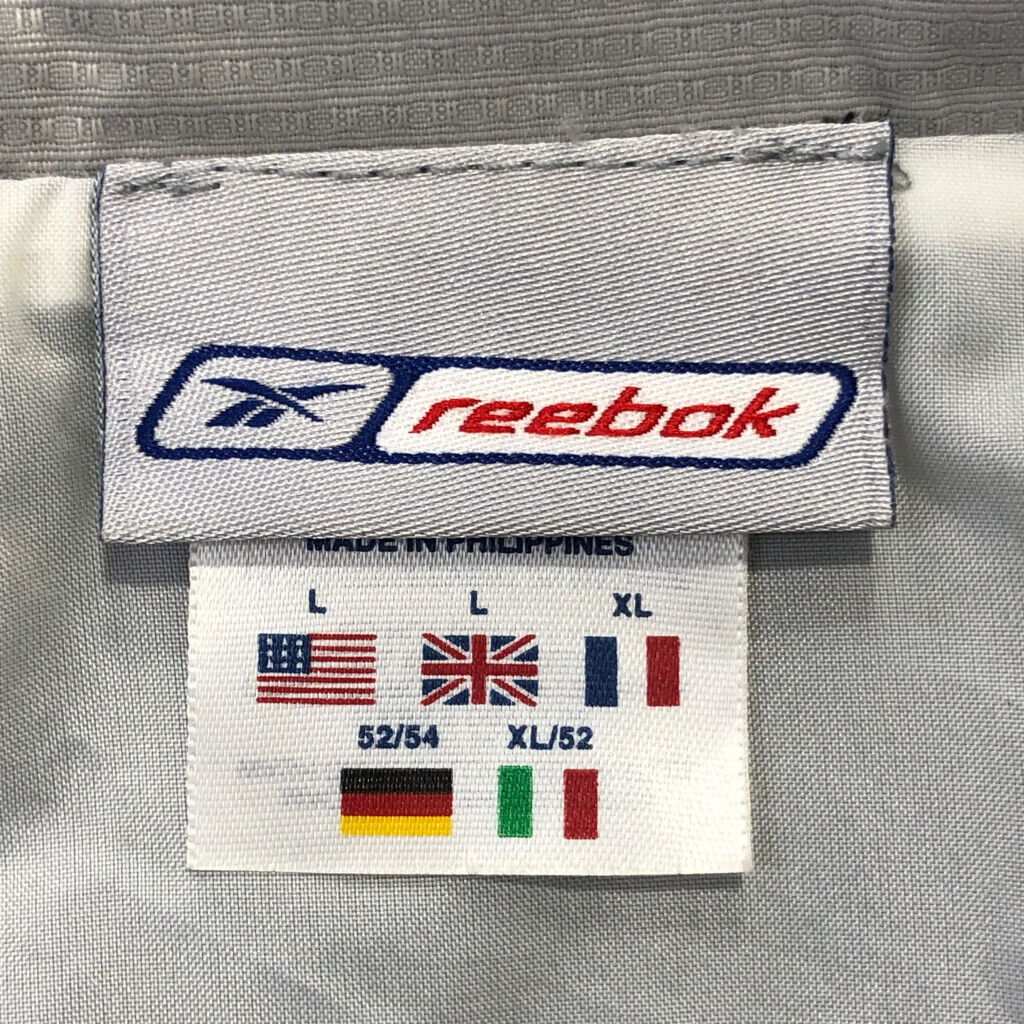 reebok
MADE IN PHILIPPINES
L L XL
52/54 XL/52